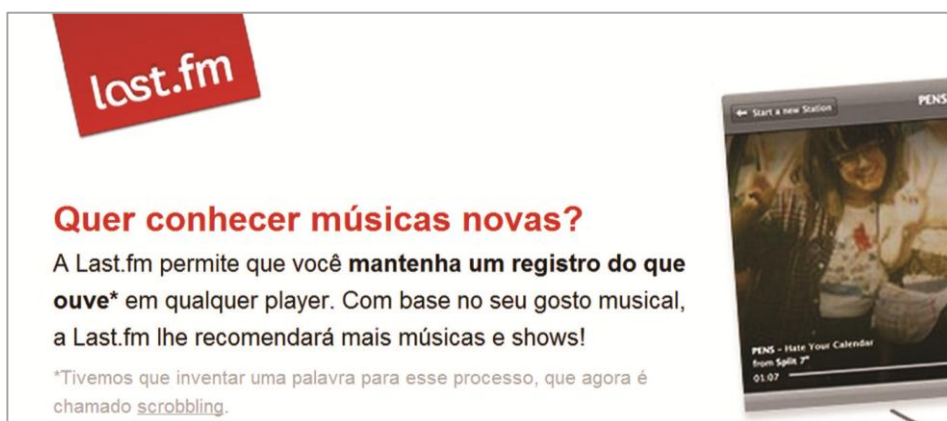 last.fm
← Start a new Station
PENS
Quer conhecer músicas novas?
A Last.fm permite que você mantenha um registro do que
ouve* em qualquer player. Com base no seu gosto musical,
a Last.fm lhe recomendará mais músicas e shows!
*Tivemos que inventar uma palavra para esse processo, que agora é
chamado scrobbling.
PENS – Hate Your Calendar
from Split 7"
01:07